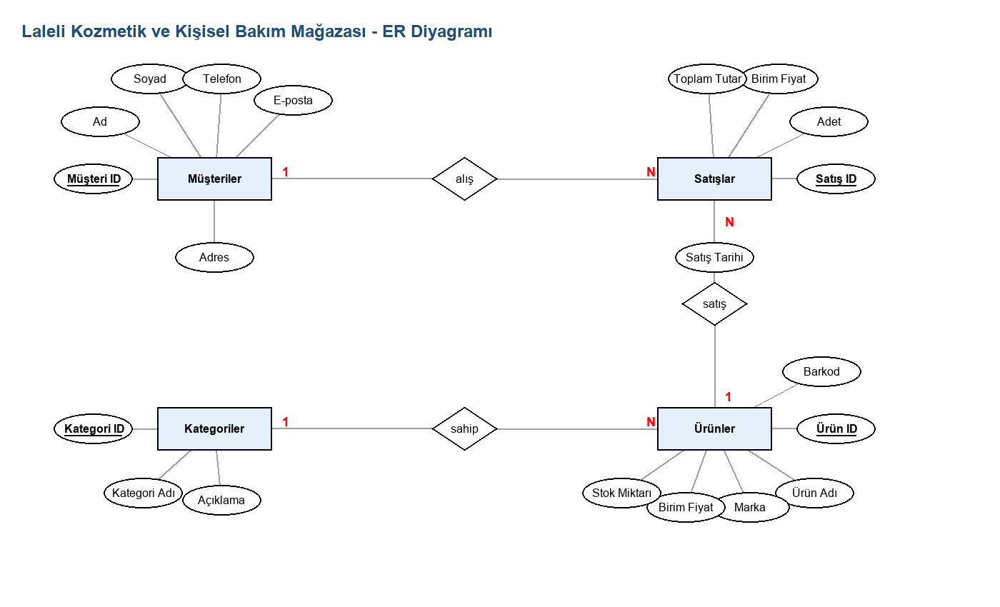 Laleli Kozmetik ve Kişisel Bakım Mağazası - ER Diyagramı
Soyad
Telefon
E-posta
Ad
Müşteri ID
Müşteriler
Adres
1
alış
N
Toplam Tutar
Birim Fiyat
Adet
Satışlar
Satış ID
N
Satış Tarihi
satış
1
Kategori ID
Kategoriler
Kategori Adı
Açıklama
1
sahip
N
Barkod
Ürünler
Ürün ID
Stok Miktarı
Birim Fiyat
Marka
Ürün Adı